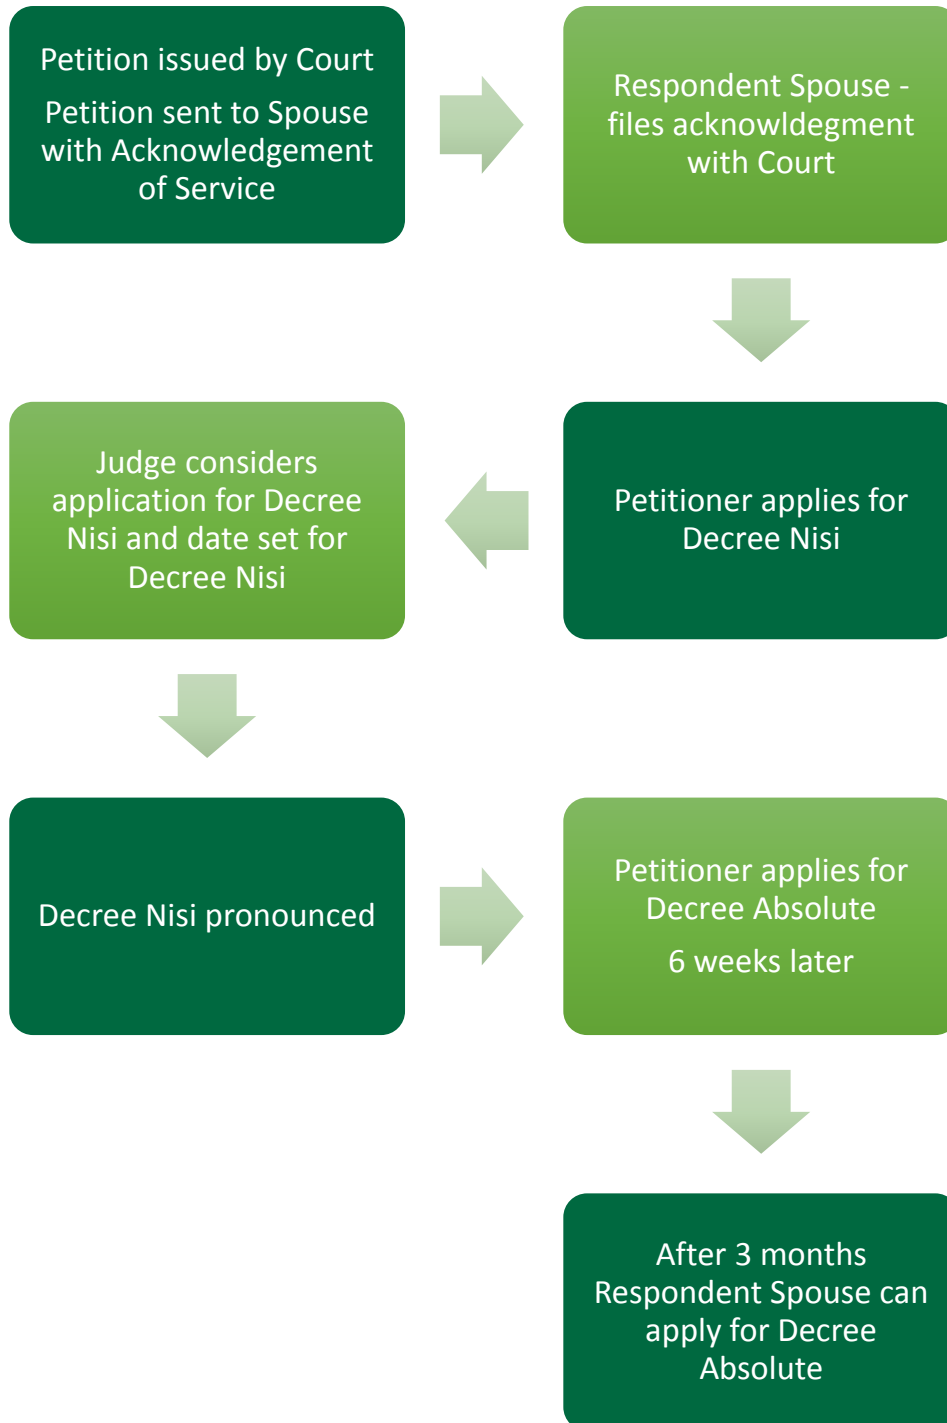 Petition issued by Court
Petition sent to Spouse
with Acknowledgement
of Service
Respondent Spouse -
files acknowldegment
with Court
Petitioner applies for
Decree Nisi
Judge considers
application for Decree
Nisi and date set for
Decree Nisi
Decree Nisi pronounced
Petitioner applies for
Decree Absolute
6 weeks later
After 3 months
Respondent Spouse can
apply for Decree
Absolute